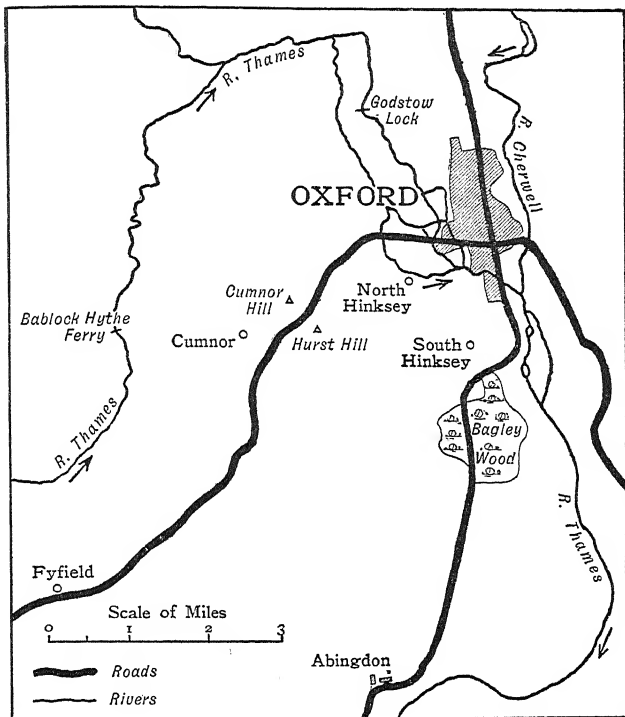 R. Thames
Godstow
Lock
R. Cherwell
OXFORD
Cumnor
Hill
North
Hinksey
Bablock Hythe
Ferry
Cumnor
Hurst Hill
South
Hinksey
R. Thames
Bagley
Wood
R. Thames
Fyfield
Scale of Miles
0 1 2 3
Abingdon
Roads
Rivers